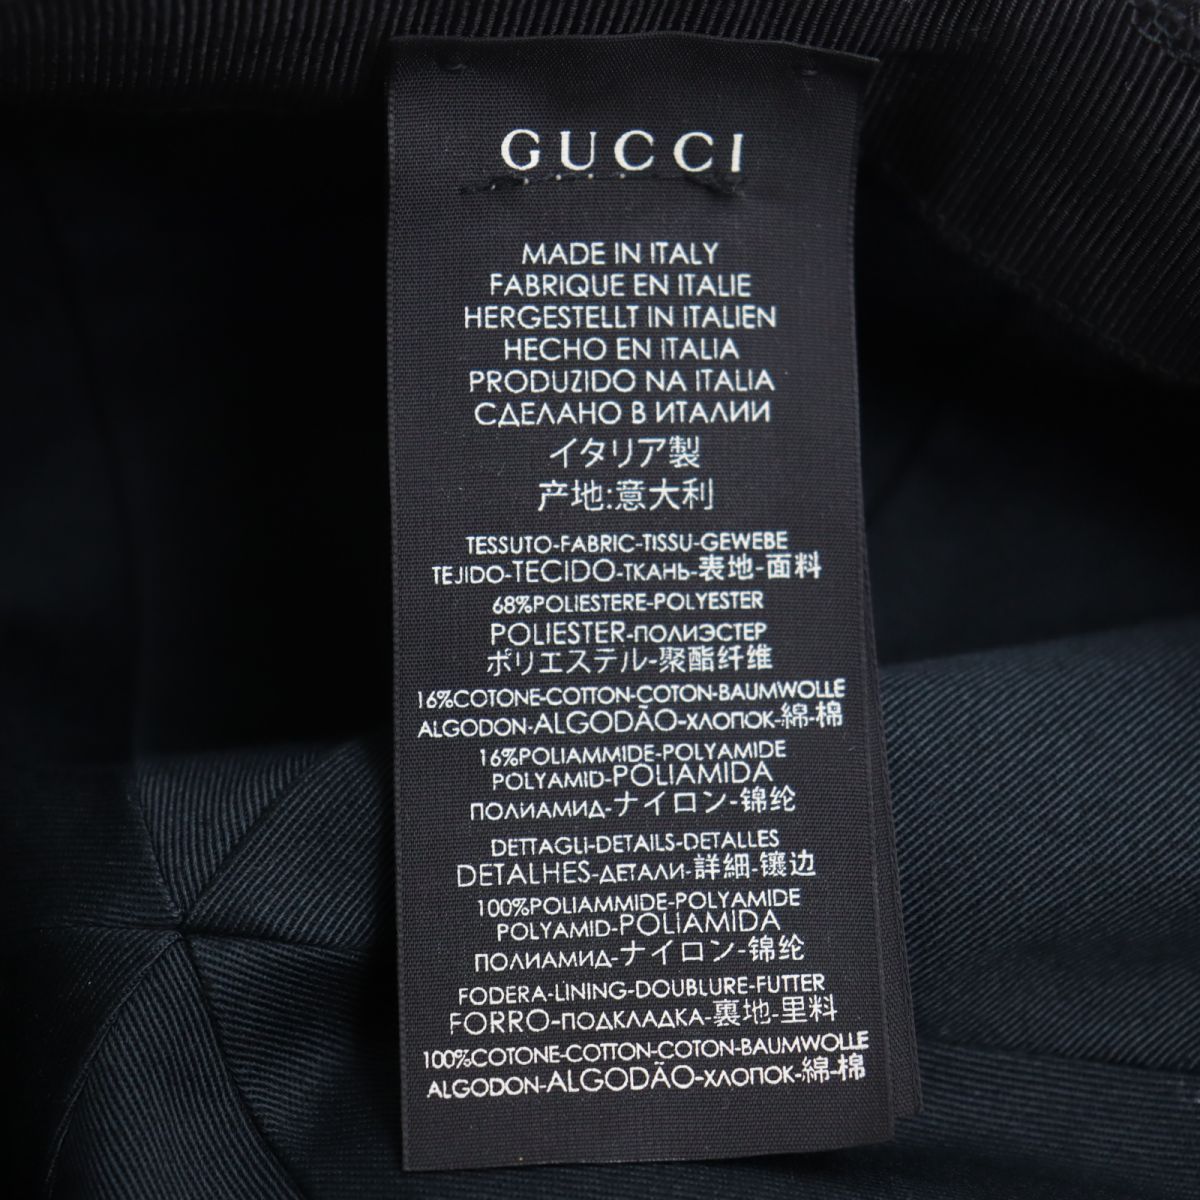 GUCCI
MADE IN ITALY
FABRIQUE EN ITALIE
HERGESTELLT IN ITALIEN
HECHO EN ITALIA
PRODUZIDO NA ITALIA
СДЕЛАНО В ИТАЛИИ
イタリア製
产地:意大利
TESSUTO-FABRIC-TISSU-GEWEBE
TEJIDO-TECIDO-ТКАНЬ-表地-面料
68%POLIESTERE-POLYESTER
POLIESTER-ПОЛИЭСТЕР
ポリエステル-聚酯纤维
16%COTONE-COTTON-COTON-BAUMWOLLE
ALGODON-ALGODÃO-ХЛОПОК-綿-棉
16%POLIAMMIDE-POLYAMIDE
POLYAMID-POLIAMIDA
ПОЛИАМИД-ナイロン-锦纶
DETTAGLI-DETAILS-DETALLES
DETALHES-ДЕТАЛИ-詳細-镶边
100%POLIAMMIDE-POLYAMIDE
POLYAMID-POLIAMIDA
ПОЛИАМИД-ナイロン-锦纶
FODERA-LINING-DOUBLURE-FUTTER
FORRO-ПОДКЛАДКА-裏地-里料
100%COTONE-COTTON-COTON-BAUMWOLLE
ALGODON-ALGODÃO-ХЛОПОК-綿-棉